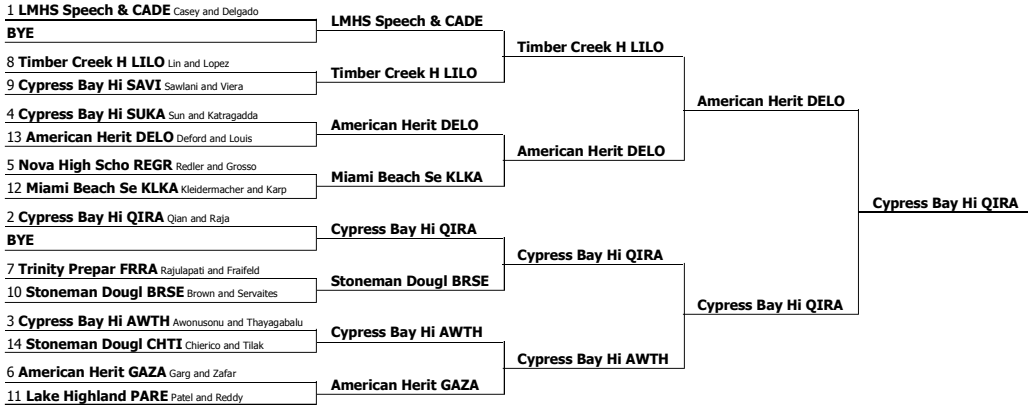 1 LMHS Speech & CADE Casey and Delgado
BYE
8 Timber Creek H LILO Lin and Lopez
9 Cypress Bay Hi SAVI Sawlani and Viera
4 Cypress Bay Hi SUKA Sun and Katragadda
13 American Herit DELO Deford and Louis
5 Nova High Scho REGR Redler and Grosso
12 Miami Beach Se KLKA Kleidermacher and Karp
2 Cypress Bay Hi QIRA Qian and Raja
BYE
7 Trinity Prepar FRRA Rajulapati and Fraifeld
10 Stoneman Dougl BRSE Brown and Servaites
3 Cypress Bay Hi AWTH Awonusonu and Thayagabalu
14 Stoneman Dougl CHTI Chierico and Tilak
6 American Herit GAZA Garg and Zafar
11 Lake Highland PARE Patel and Reddy
LMHS Speech & CADE
Timber Creek H LILO
American Herit DELO
Miami Beach Se KLKA
Cypress Bay Hi QIRA
Stoneman Dougl BRSE
Cypress Bay Hi AWTH
American Herit GAZA
Timber Creek H LILO
American Herit DELO
Cypress Bay Hi QIRA
Cypress Bay Hi AWTH
American Herit DELO
Cypress Bay Hi QIRA
Cypress Bay Hi QIRA